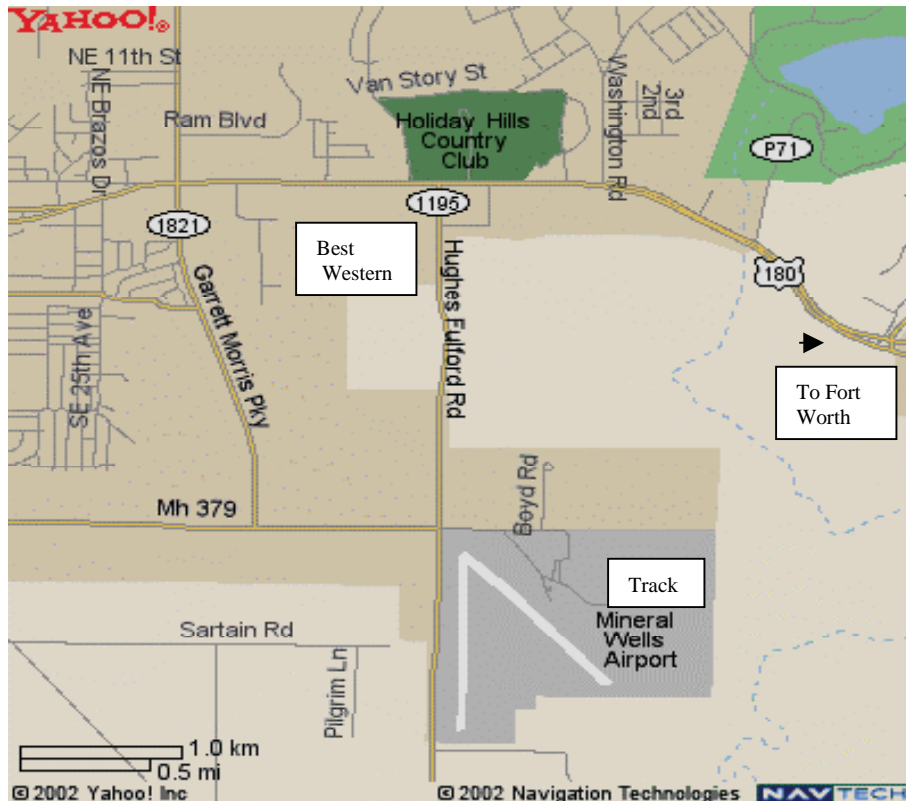 YAHOO!®
NE 11th St
Van Story St
NE Brazos Dr
Ram Blvd
Holiday Hills
Country
Club
Washington Rd
2nd
3rd
P71
1821
1195
Best
Western
180
Garrett Morris Pky
Hughes Fulford Rd
SE 25th Ave
To Fort
Worth
Mh 379
Boyd Rd
Track
Mineral
Wells
Airport
Sartain Rd
Pilgrim Ln
1.0 km
0.5 mi
© 2002 Yahoo! Inc
© 2002 Navigation Technologies
NAVTECH